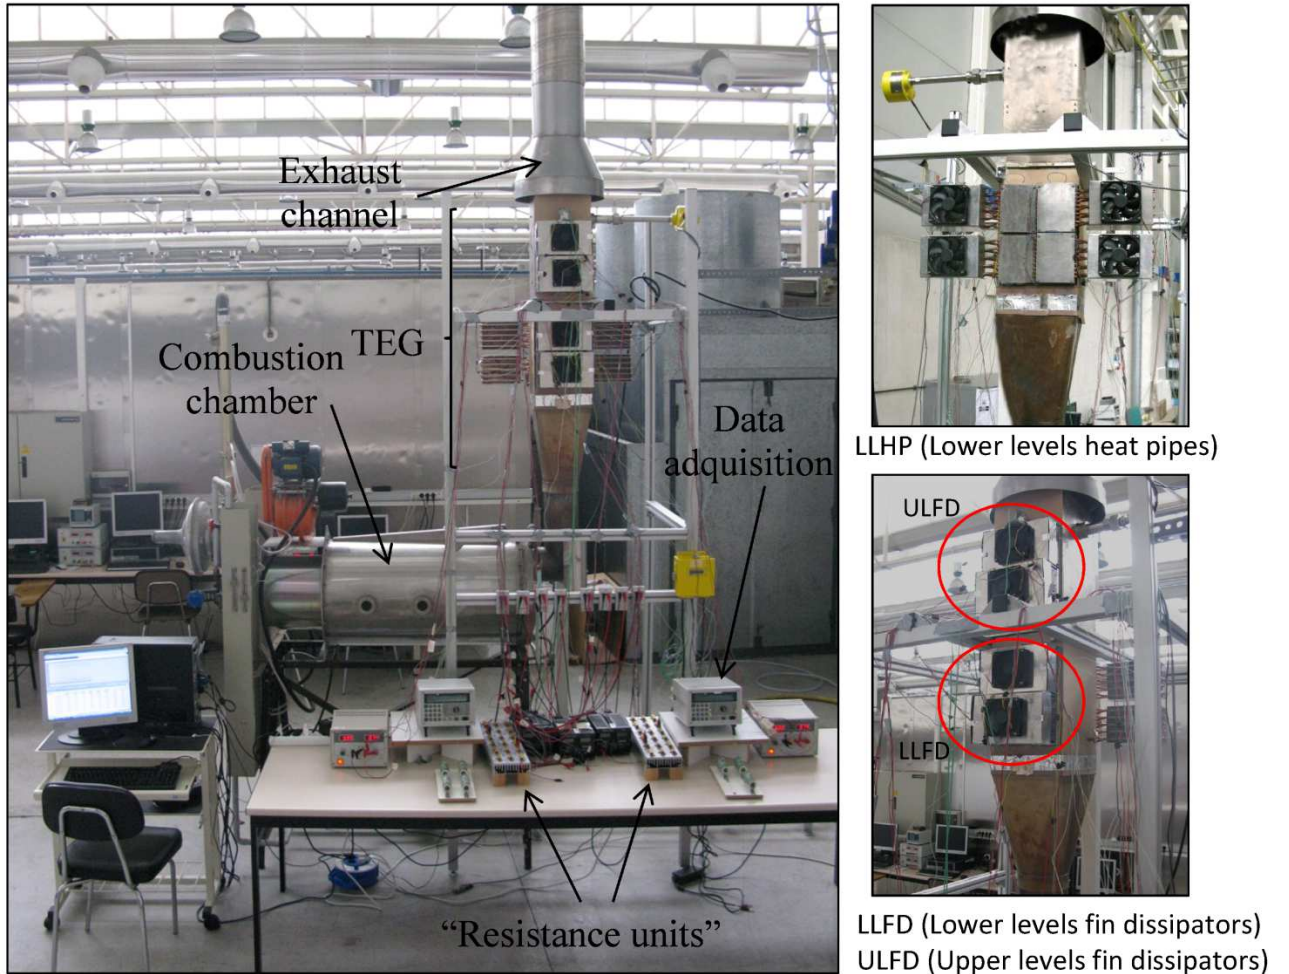 Exhaust
channel
TEG
Combustion
chamber
Data
adquisition
“Resistance units”
LLHP (Lower levels heat pipes)
ULFD
LLFD
LLFD (Lower levels fin dissipators)
ULFD (Upper levels fin dissipators)